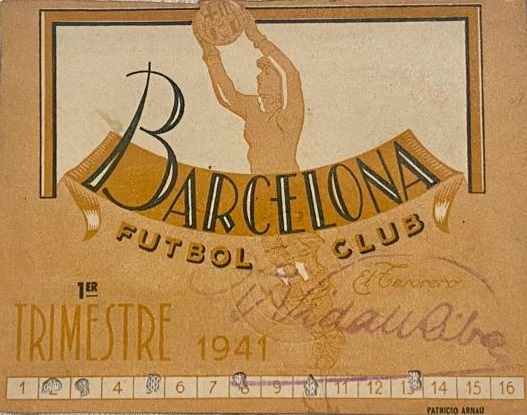 BARCELONA
FUTBOL CLUB
El Tesorero
1ER
TRIMESTRE 1941
1 2 3 4 5 6 7 8 9 10 11 12 13 14 15 16
PATRICIO ARNAU